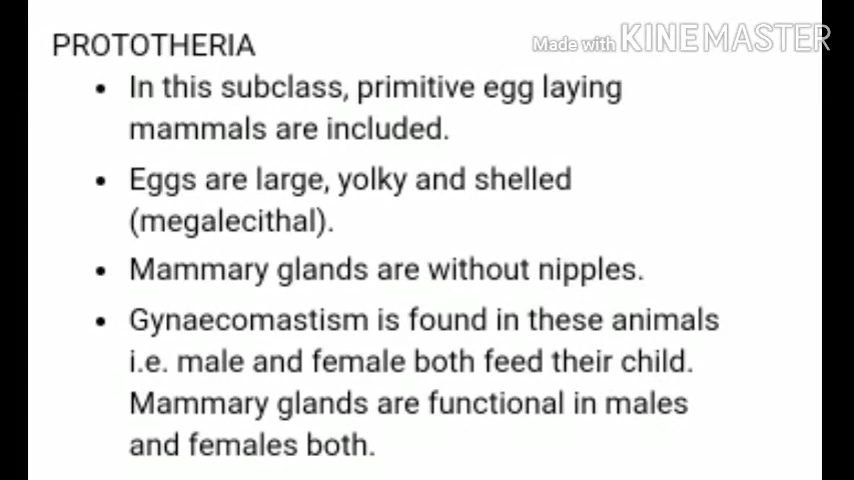 PROTOTHERIA
Made with KINEMASTER
• In this subclass, primitive egg laying
mammals are included.
• Eggs are large, yolky and shelled
(megalecithal).
• Mammary glands are without nipples.
• Gynaecomastism is found in these animals
i.e. male and female both feed their child.
Mammary glands are functional in males
and females both.